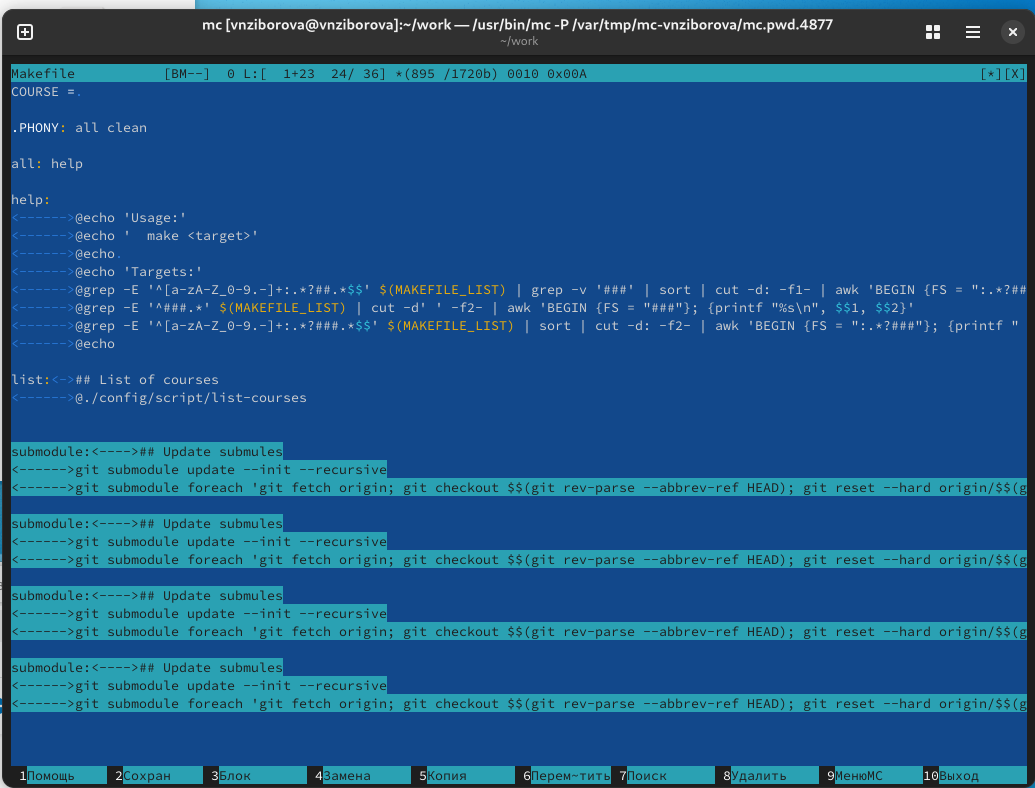 mc [vnziborova@vnziborova]:~/work — /usr/bin/mc -P /var/tmp/mc-vnziborova/mc.pwd.4877
~/work
Makefile [BM--] 0 L:[ 1+23 24/ 36] *(895 /1720b) 0010 0x00A [*][X]
COURSE =.
.PHONY: all clean
all: help
help:
<------>@echo 'Usage:'
<------>@echo '  make <target>'
<------>@echo.
<------>@echo 'Targets:'
<------>@grep -E '^[a-zA-Z_0-9.-]+:.*?##.*$$' $(MAKEFILE_LIST) | grep -v '###' | sort | cut -d: -f1- | awk 'BEGIN {FS = ":.*?##
<------>@grep -E '^###.*' $(MAKEFILE_LIST) | cut -d' ' -f2- | awk 'BEGIN {FS = "###"}; {printf "%s\n", $$1, $$2}'
<------>@grep -E '^[a-zA-Z_0-9.-]+:.*?###.*$$' $(MAKEFILE_LIST) | sort | cut -d: -f2- | awk 'BEGIN {FS = ":.*?###"}; {printf "
<------>@echo
list:<->## List of courses
<------>@./config/script/list-courses
submodule:<---->## Update submules
<------>git submodule update --init --recursive
<------>git submodule foreach 'git fetch origin; git checkout $$(git rev-parse --abbrev-ref HEAD); git reset --hard origin/$$(g
submodule:<---->## Update submules
<------>git submodule update --init --recursive
<------>git submodule foreach 'git fetch origin; git checkout $$(git rev-parse --abbrev-ref HEAD); git reset --hard origin/$$(g
submodule:<---->## Update submules
<------>git submodule update --init --recursive
<------>git submodule foreach 'git fetch origin; git checkout $$(git rev-parse --abbrev-ref HEAD); git reset --hard origin/$$(g
submodule:<---->## Update submules
<------>git submodule update --init --recursive
<------>git submodule foreach 'git fetch origin; git checkout $$(git rev-parse --abbrev-ref HEAD); git reset --hard origin/$$(g
1Помощь 2Сохран 3Блок 4Замена 5Копия 6Перем~тить 7Поиск 8Удалить 9МенюMC 10Выход